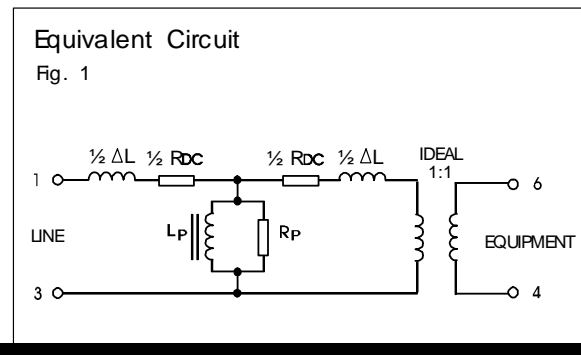 Equivalent Circuit
Fig. 1
½ ΔL ½ RDC ½ RDC ½ ΔL IDEAL
1:1
1 6
LINE LP RP EQUIPMENT
3 4